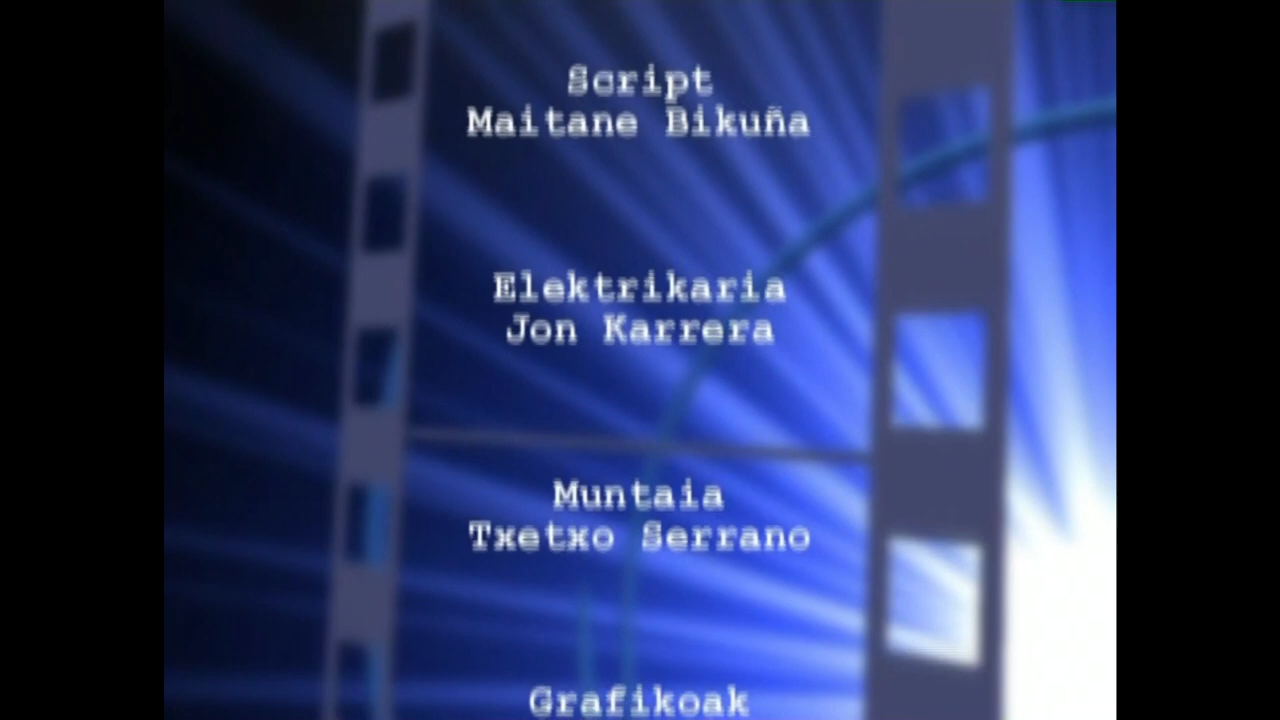 Script
Maitane Bikuña
Elektrikaria
Jon Karrera
Muntaia
Txetxo Serrano
Grafikoak